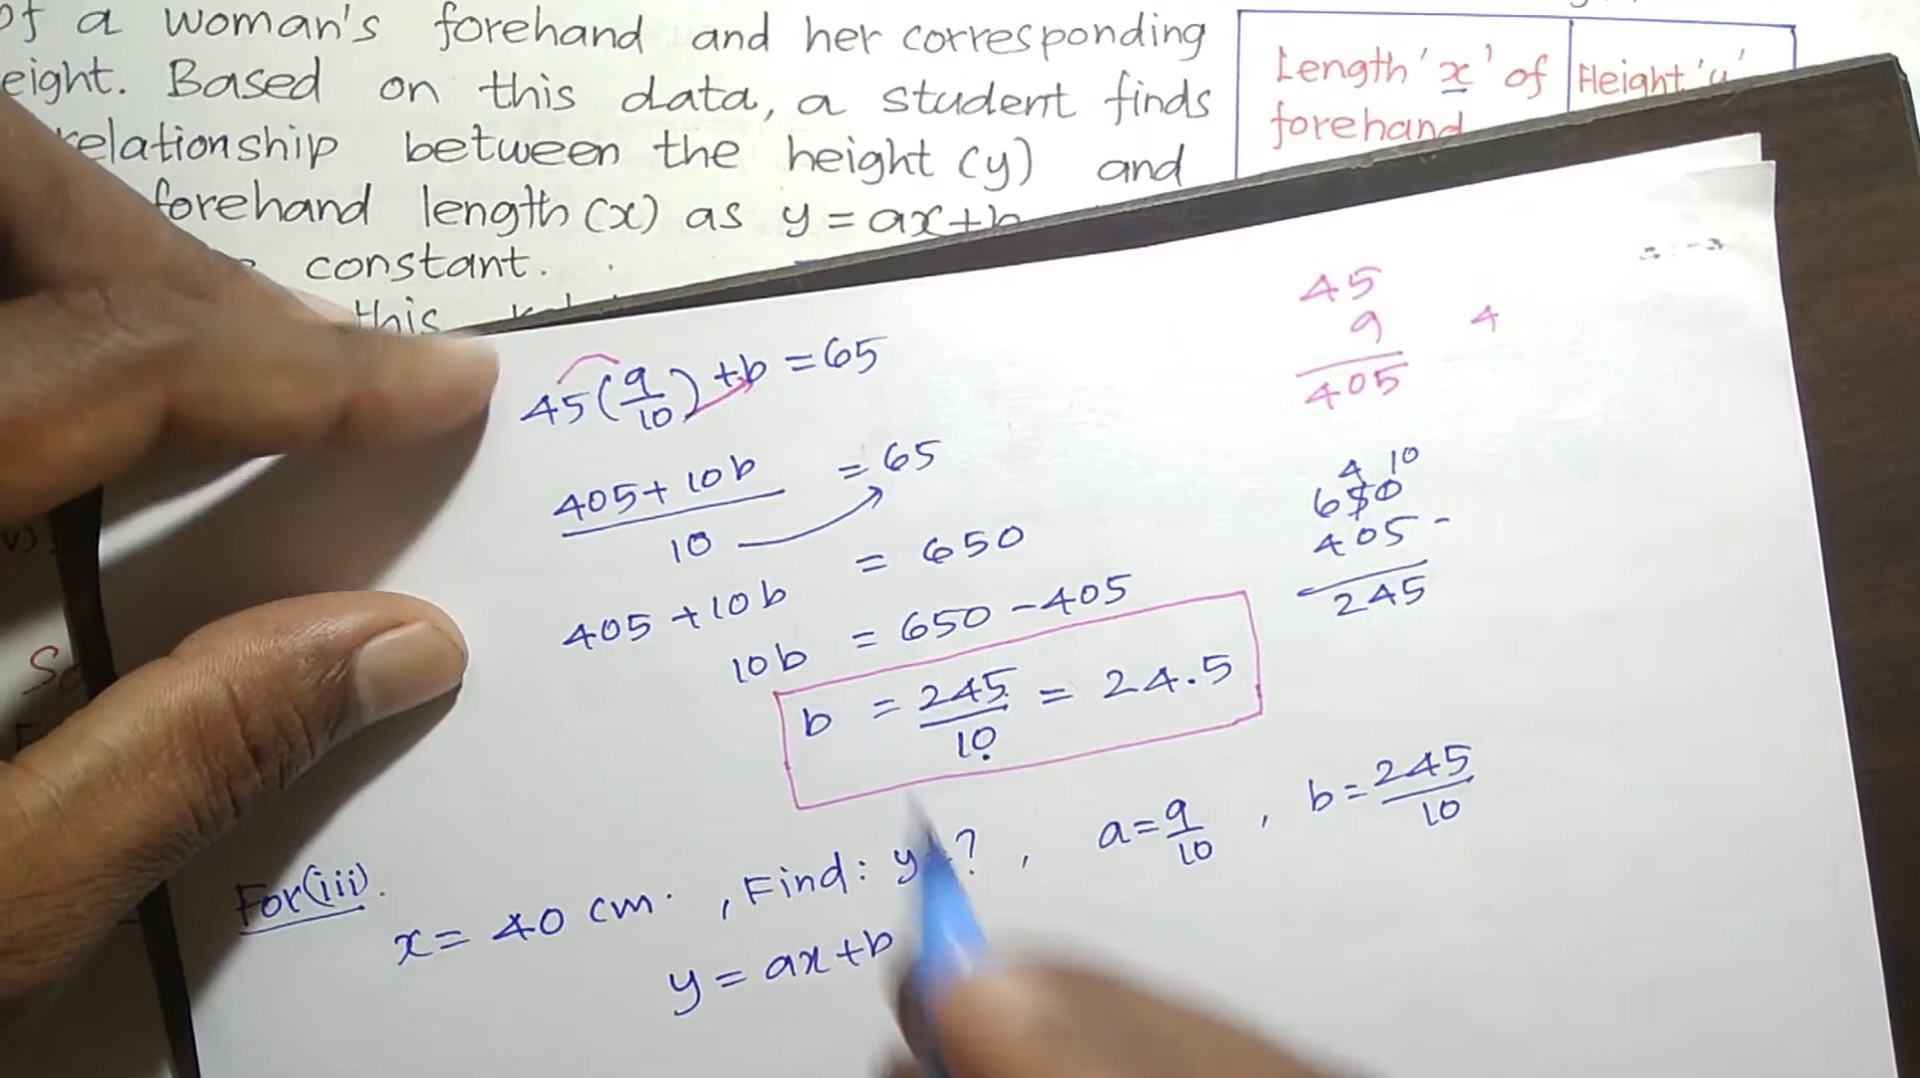 of a woman's forehand and her corresponding
eight. Based on this data, a student finds
relationship between the height (y) and
forehand length (x) as y = ax+b
constant.
this
Length 'x' of
forehand
Height 'y'
45(9/10) + b = 65
(405 + 10b)/10 = 65
405 + 10b = 650
10b = 650 - 405
b = 245/10 = 24.5
45
9
405
4
4 10
650
405 -
245
For(iii).
x = 40 cm. , Find: y = ? , a = 9/10 , b = 245/10
y = ax+b